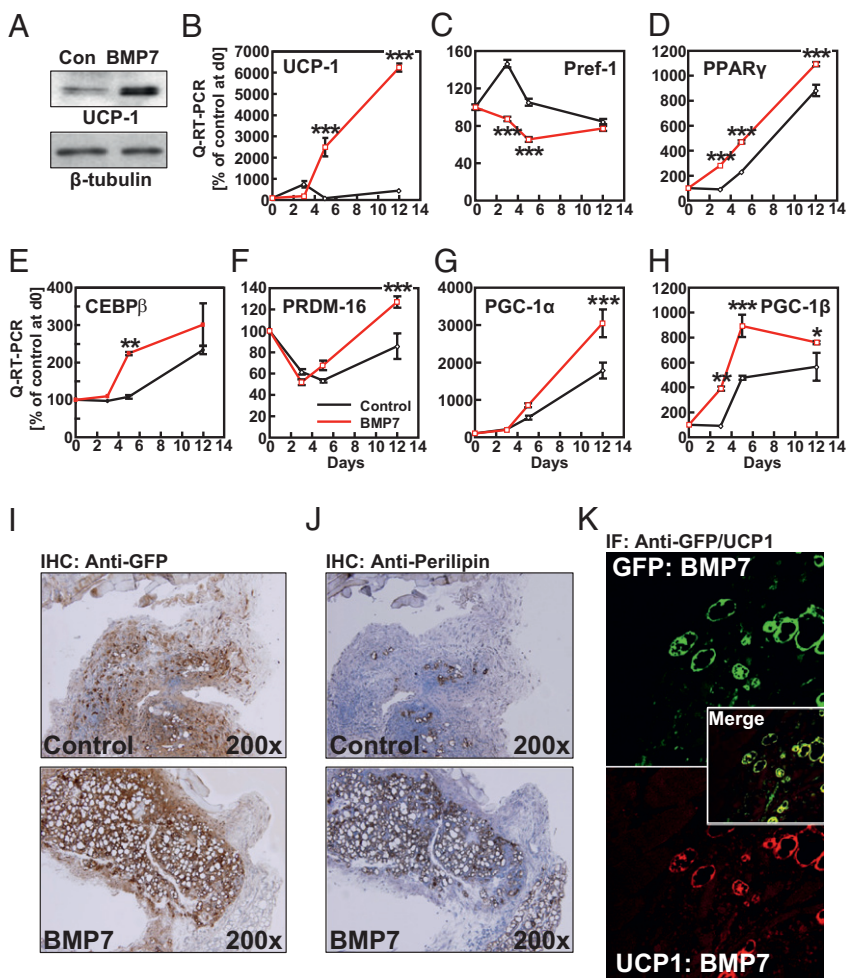 A
Con BMP7
UCP-1
β-tubulin
B
Q-RT-PCR
[% of control at d0]
7000
6000
5000
4000
3000
2000
1000
0
UCP-1
***
***
0 2 4 6 8 10 12 14
C
160
120
80
40
0
Pref-1
***
***
0 2 4 6 8 10 12 14
D
1200
1000
800
600
400
200
0
PPARγ
***
***
***
0 2 4 6 8 10 12 14
E
Q-RT-PCR
[% of control at d0]
400
300
250
200
150
100
50
0
CEBPβ
**
0 2 4 6 8 10 12 14
F
140
120
100
80
60
40
20
0
PRDM-16
***
Control
BMP7
0 2 4 6 8 10 12 14
Days
G
4000
3000
2000
1000
0
PGC-1α
***
0 2 4 6 8 10 12 14
Days
H
1200
1000
800
600
400
200
0
PGC-1β
**
***
*
0 2 4 6 8 10 12 14
Days
I
IHC: Anti-GFP
Control
200x
BMP7
200x
J
IHC: Anti-Perilipin
Control
200x
BMP7
200x
K
IF: Anti-GFP/UCP1
GFP: BMP7
Merge
UCP1: BMP7